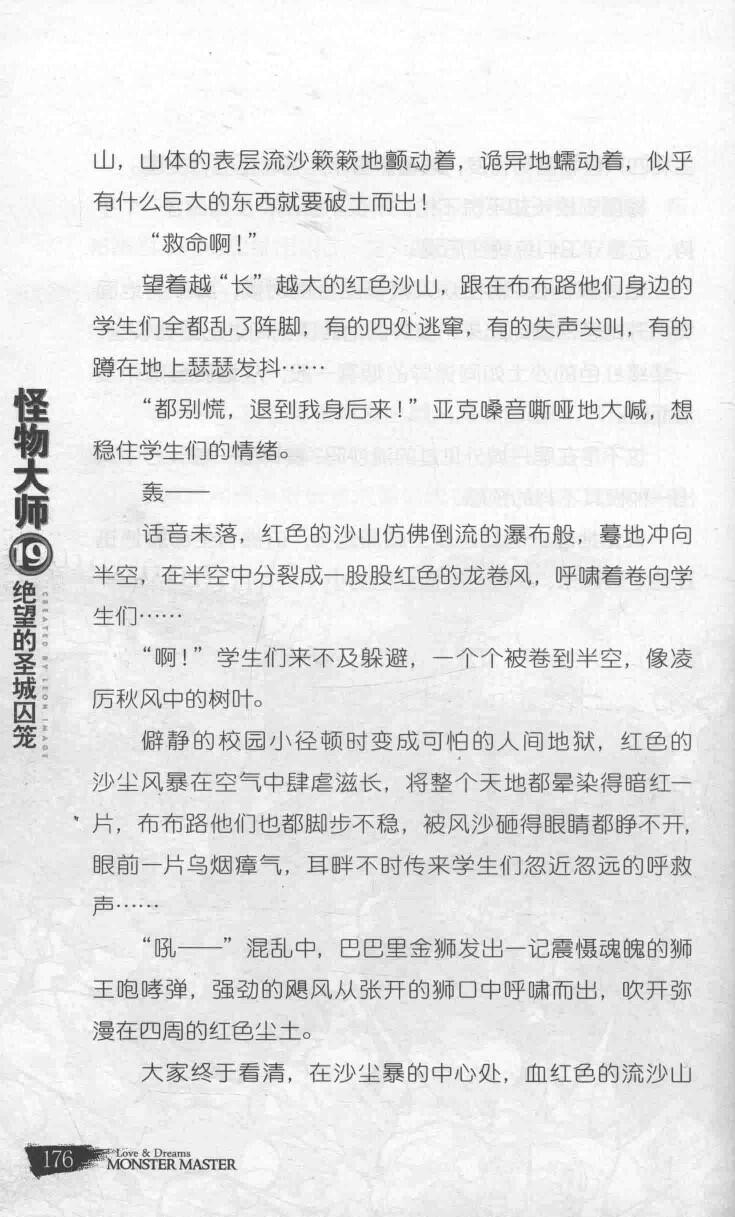 山，山体的表层流沙簌簌地颤动着，诡异地蠕动着，似乎
有什么巨大的东西就要破土而出！
“救命啊！”
望着越“长”越大的红色沙山，跟在布布路他们身边的
学生们全都乱了阵脚，有的四处逃窜，有的失声尖叫，有的
蹲在地上瑟瑟发抖……
“都别慌，退到我身后来！”亚克嗓音嘶哑地大喊，想
稳住学生们的情绪。
轰——
话音未落，红色的沙山仿佛倒流的瀑布般，蓦地冲向
半空，在半空中分裂成一股股红色的龙卷风，呼啸着卷向学
生们……
“啊！”学生们来不及躲避，一个个被卷到半空，像凌
厉秋风中的树叶。
僻静的校园小径顿时变成可怕的人间地狱，红色的
沙尘风暴在空气中肆虐滋长，将整个天地都晕染得暗红一
片，布布路他们也都脚步不稳，被风沙砸得眼睛都睁不开，
眼前一片乌烟瘴气，耳畔不时传来学生们忽近忽远的呼救
声……
“吼——”混乱中，巴巴里金狮发出一记震慑魂魄的狮
王咆哮弹，强劲的飓风从张开的狮口中呼啸而出，吹开弥
漫在四周的红色尘土。
大家终于看清，在沙尘暴的中心处，血红色的流沙山
怪物大师
19
绝望的圣城囚笼
CREATED BY LEON IMAGE
176
Love & Dreams
MONSTER MASTER